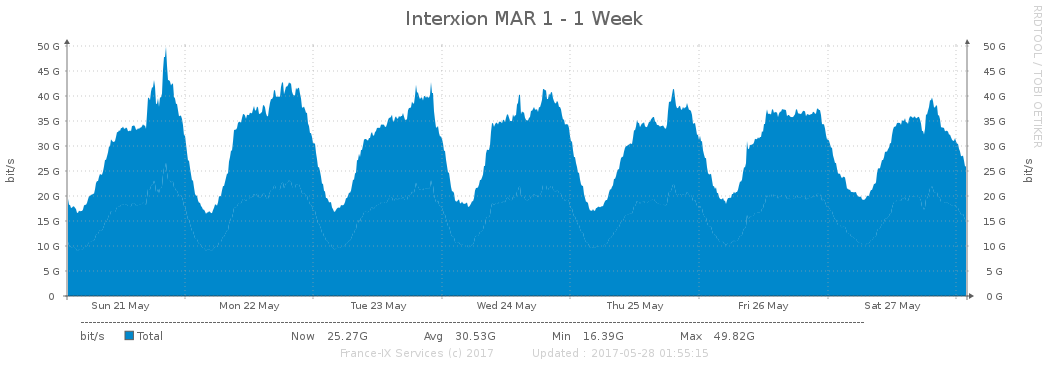 Interxion MAR 1 - 1 Week
RRDTOOL / TOBI OETIKER
bit/s
50 G 50 G
45 G 45 G
40 G 40 G
35 G 35 G
30 G 30 G
25 G 25 G
20 G 20 G
15 G 15 G
10 G 10 G
5 G 5 G
0 0 G
bit/s
Sun 21 May Mon 22 May Tue 23 May Wed 24 May Thu 25 May Fri 26 May Sat 27 May
bit/s Total Now 25.27G Avg 30.53G Min 16.39G Max 49.82G
France-IX Services (c) 2017 Updated : 2017-05-28 01:55:15